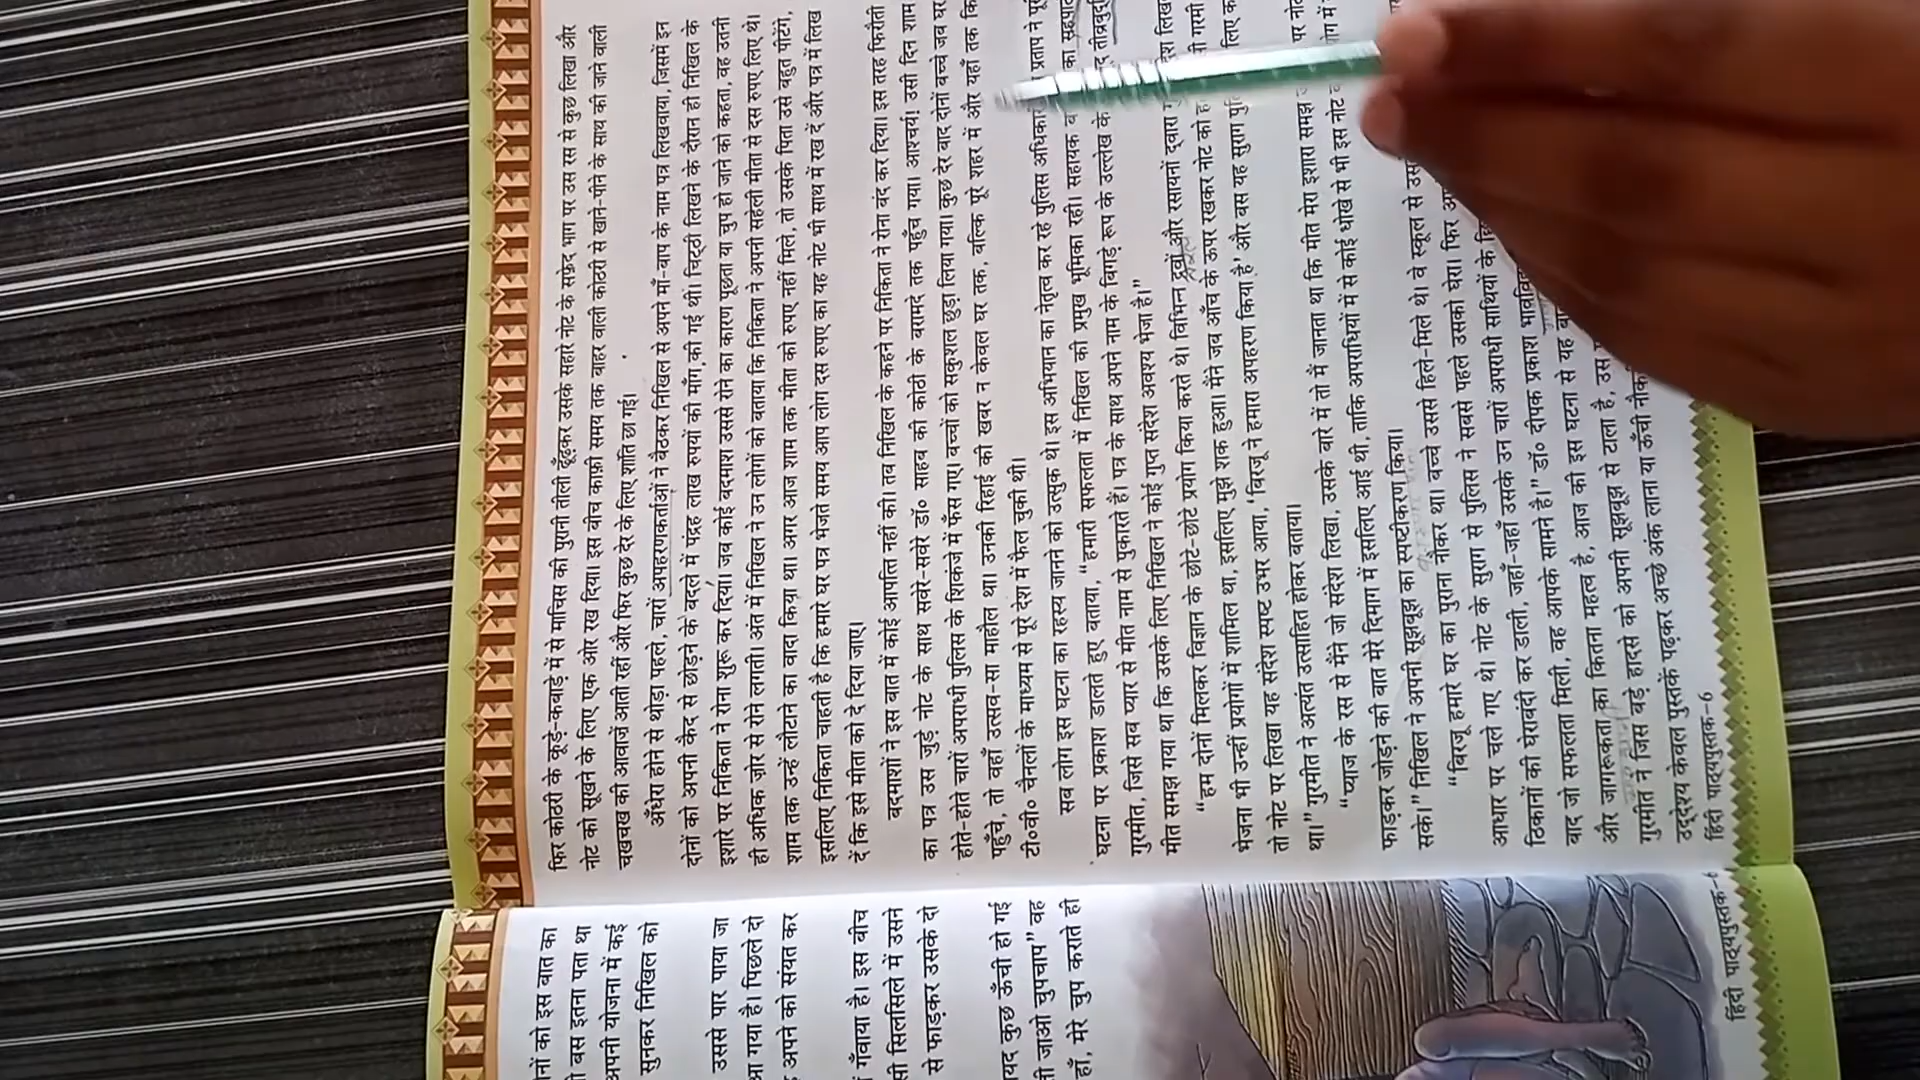 फिर कोठरी के कूड़े-कबाड़े में से माचिस की पुरानी तीली ढूँढ़कर उसके सहारे नोट के सफ़ेद भाग पर उस रस से कुछ लिखा और
नोट को सूखने के लिए एक ओर रख दिया। इस बीच काफ़ी समय तक बाहर वाली कोठरी से खाने-पीने के साथ की जाने वाली
चखचख की आवाजें आती रहीं और फिर कुछ देर के लिए शांति छा गई।
अँधेरा होने से थोड़ा पहले, चारों अपहरणकर्ताओं ने बैठकर निखिल से अपने माँ-बाप के नाम पत्र लिखवाया, जिसमें इन
दोनों को अपनी कैद से छोड़ने के बदले में पंद्रह लाख रुपयों की माँग की गई थी। चिट्ठी लिखने के दौरान ही निखिल के
इशारे पर निकिता ने रोना शुरू कर दिया। जब कोई बदमाश उससे रोने का कारण पूछता या चुप हो जाने को कहता, वह उतनी
ही अधिक ज़ोर से रोने लगती। अंत में निखिल ने उन लोगों को बताया कि निकिता ने अपनी सहेली मीता से दस रुपए लिए थे।
शाम तक उन्हें लौटाने का वादा किया था। अगर आज शाम तक मीता को रुपए नहीं मिले, तो उसके पिता उसे बहुत पीटेंगे,
इसलिए निकिता चाहती है कि हमारे घर पत्र भेजते समय आप लोग दस रुपए का यह नोट भी साथ में रख दें और पत्र में लिख
दें कि इसे मीता को दे दिया जाए।
बदमाशों ने इस बात में कोई आपत्ति नहीं की। तब निखिल के कहने पर निकिता ने रोना बंद कर दिया। इस तरह फिरौती
का पत्र उस जुड़े नोट के साथ सवेरे-सवेरे डॉ० साहब की कोठी के बरामदे तक पहुँच गया। आश्चर्य! उसी दिन शाम
होते-होते चारों अपराधी पुलिस के शिकंजे में फँस गए। बच्चों को सकुशल छुड़ा लिया गया। कुछ देर बाद दोनों बच्चे जब घर
पहुँचे, तो वहाँ उत्सव-सा माहौल था। उनकी रिहाई की खबर न केवल घर तक, बल्कि पूरे शहर में और यहाँ तक कि
टी०वी० चैनलों के माध्यम से पूरे देश में फैल चुकी थी।
सब लोग इस घटना का रहस्य जानने को उत्सुक थे। इस अभियान का नेतृत्व कर रहे पुलिस अधिकारी प्रताप ने
घटना पर प्रकाश डालते हुए बताया, “हमारी सफलता में निखिल की प्रमुख भूमिका रही। सहायक का
गुरमीत, जिसे सब प्यार से मीत नाम से पुकारते हैं। पत्र के साथ अपने नाम के बिगड़े रूप के उल्लेख के
मीत समझ गया था कि उसके लिए निखिल ने कोई गुप्त संदेश अवश्य भेजा है।”
“हम दोनों मिलकर विज्ञान के छोटे-छोटे प्रयोग किया करते थे। विभिन्न द्रवों और रसायनों द्वारा
भेजना भी उन्हीं प्रयोगों में शामिल था, इसलिए मुझे शक हुआ। मैंने जब आँच के ऊपर रखकर नोट को गरमी
तो नोट पर लिखा यह संदेश स्पष्ट उभर आया, ‘बिरजू ने हमारा अपहरण किया है’ और बस यह सुराग लिए
था।” गुरमीत ने अत्यंत उत्साहित होकर बताया।
“प्याज के रस से मैंने जो संदेश लिखा, उसके बारे में तो मैं जानता था कि मीत मेरा इशारा समझ पर
फाड़कर जोड़ने की बात मेरे दिमाग में इसलिए आई थी, ताकि अपराधियों में से कोई धोखे से भी इस नोट
सके।” निखिल ने अपनी सूझबूझ का स्पष्टीकरण किया।
“बिरजू हमारे घर का पुराना नौकर था। बच्चे उससे हिले-मिले थे। वे स्कूल से
आधार पर चले गए थे। नोट के सुराग से पुलिस ने सबसे पहले उसको घेरा। फिर
ठिकानों की घेराबंदी कर डाली, जहाँ-जहाँ उसके उन चारों अपराधी साथियों के
बाद जो सफलता मिली, वह आपके सामने है।” डॉ० दीपक प्रकाश
और जागरूकता का कितना महत्व है, आज की इस घटना से यह
गुरमीत ने जिस बड़े हादसे को अपनी सूझबूझ से टाला है, उस
उद्देश्य केवल पुस्तकें पढ़कर अच्छे अंक लाना या ऊँची
हिंदी पाठ्यपुस्तक-6
को इस बात का
बस इतना पता था
अपनी योजना में कई
सुनकर निखिल को
उससे पार पाया जा
आ गया है। पिछले दो
अपने को संयत कर
गँवाया है। इस बीच
सिलसिले में उसने
से फाड़कर उसके दो
कुछ ऊँची हो गई
जाओ चुपचाप” वह
हाँ, मेरे चुप कराते ही
हिंदी पाठ्यपुस्तक-6